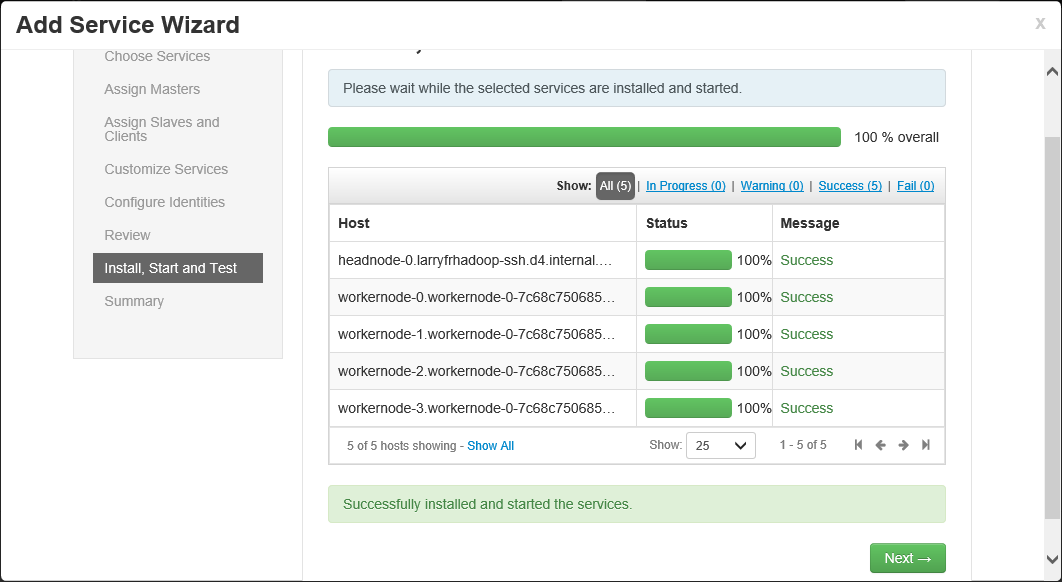 Add Service Wizard
x
Choose Services
Assign Masters
Assign Slaves and
Clients
Customize Services
Configure Identities
Review
Install, Start and Test
Summary
Please wait while the selected services are installed and started.
100 % overall
Show: All (5) | In Progress (0) | Warning (0) | Success (5) | Fail (0)
Host Status Message
headnode-0.larryfrhadoop-ssh.d4.internal.... 100% Success
workernode-0.workernode-0-7c68c750685... 100% Success
workernode-1.workernode-0-7c68c750685... 100% Success
workernode-2.workernode-0-7c68c750685... 100% Success
workernode-3.workernode-0-7c68c750685... 100% Success
5 of 5 hosts showing - Show All Show: 25 1 - 5 of 5
Successfully installed and started the services.
Next →